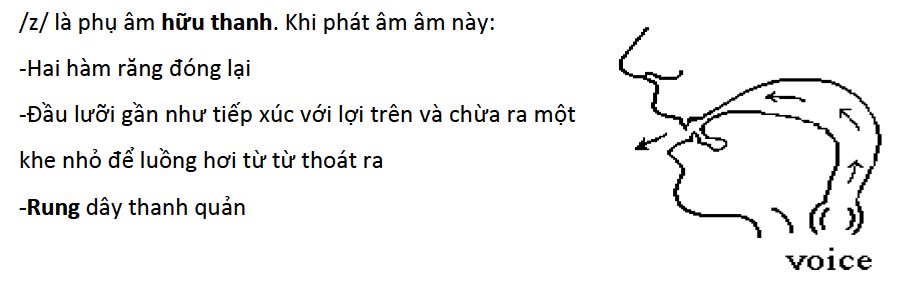 /z/ là phụ âm hữu thanh. Khi phát âm âm này:
-Hai hàm răng đóng lại
-Đầu lưỡi gần như tiếp xúc với lợi trên và chừa ra một
khe nhỏ để luồng hơi từ từ thoát ra
-Rung dây thanh quản
voice